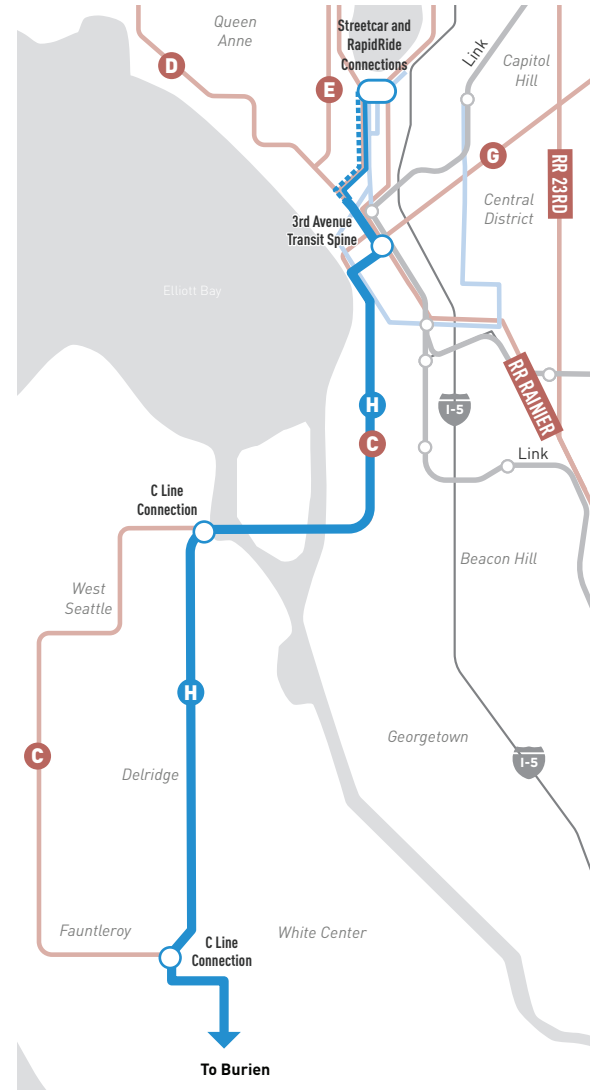 Queen
Anne
Streetcar and
RapidRide
Connections
Link
Capitol
Hill
D
E
G
RR 23RD
Central
District
3rd Avenue
Transit Spine
Elliott Bay
RR RAINIER
H
I-5
C
Link
C Line
Connection
Beacon Hill
West
Seattle
H
Georgetown
C
I-5
Delridge
Fauntleroy
White Center
C Line
Connection
To Burien